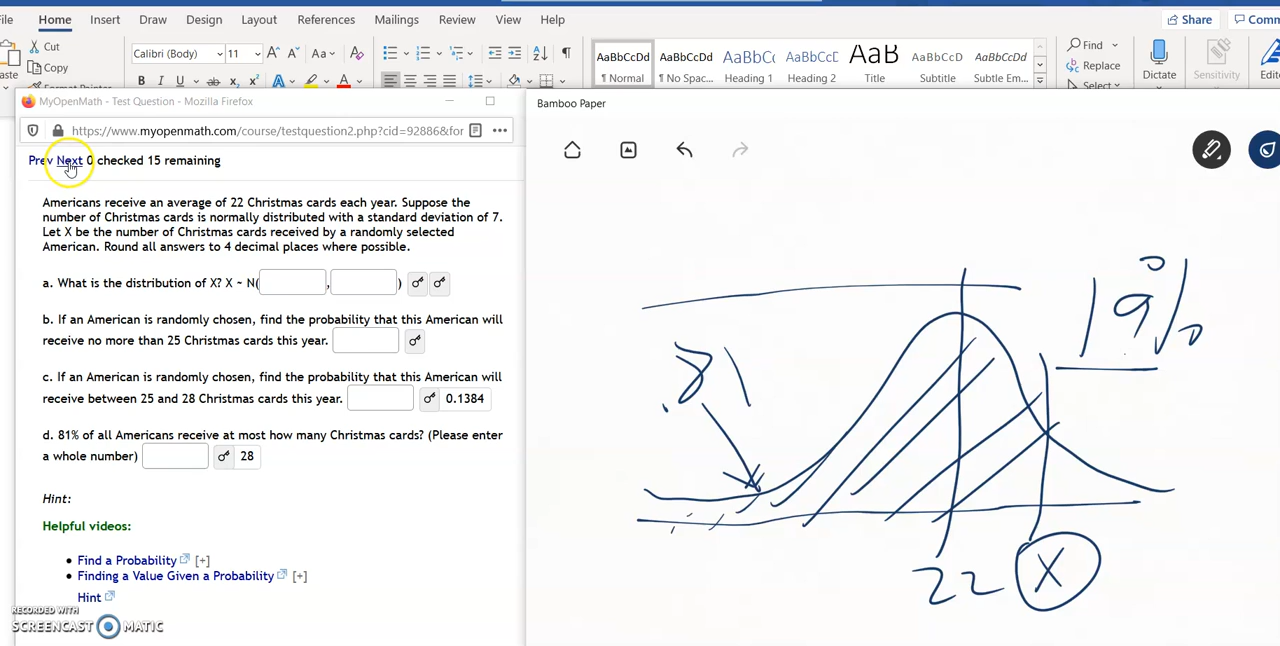 File Home Insert Draw Design Layout References Mailings Review View Help Share Comm
Cut
Copy
Paste
Calibri (Body) 11
AaBbCcDd AaBbCcDd AaBbCc AaBbCcD AaB AaBbCcD AaBbCcDd
¶ Normal ¶ No Spac... Heading 1 Heading 2 Title Subtitle Subtle Em...
Find
Replace
Select
Dictate Sensitivity Edito
MyOpenMath - Test Question - Mozilla Firefox
https://www.myopenmath.com/course/testquestion2.php?cid=92886&for
Prev Next 0 checked 15 remaining
Americans receive an average of 22 Christmas cards each year. Suppose the
number of Christmas cards is normally distributed with a standard deviation of 7.
Let X be the number of Christmas cards received by a randomly selected
American. Round all answers to 4 decimal places where possible.
a. What is the distribution of X? X ~ N( , )
b. If an American is randomly chosen, find the probability that this American will
receive no more than 25 Christmas cards this year.
c. If an American is randomly chosen, find the probability that this American will
receive between 25 and 28 Christmas cards this year. 0.1384
d. 81% of all Americans receive at most how many Christmas cards? (Please enter
a whole number) 28
Hint:
Helpful videos:
• Find a Probability [+]
• Finding a Value Given a Probability [+]
Hint
RECORDED WITH
SCREENCAST MATIC
Bamboo Paper
19%
.81
22 X